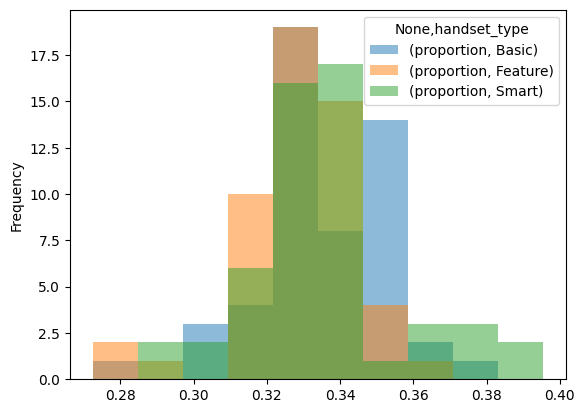 None,handset_type
(proportion, Basic)
(proportion, Feature)
(proportion, Smart)
Frequency
17.5
15.0
12.5
10.0
7.5
5.0
2.5
0.0
0.28 0.30 0.32 0.34 0.36 0.38 0.40